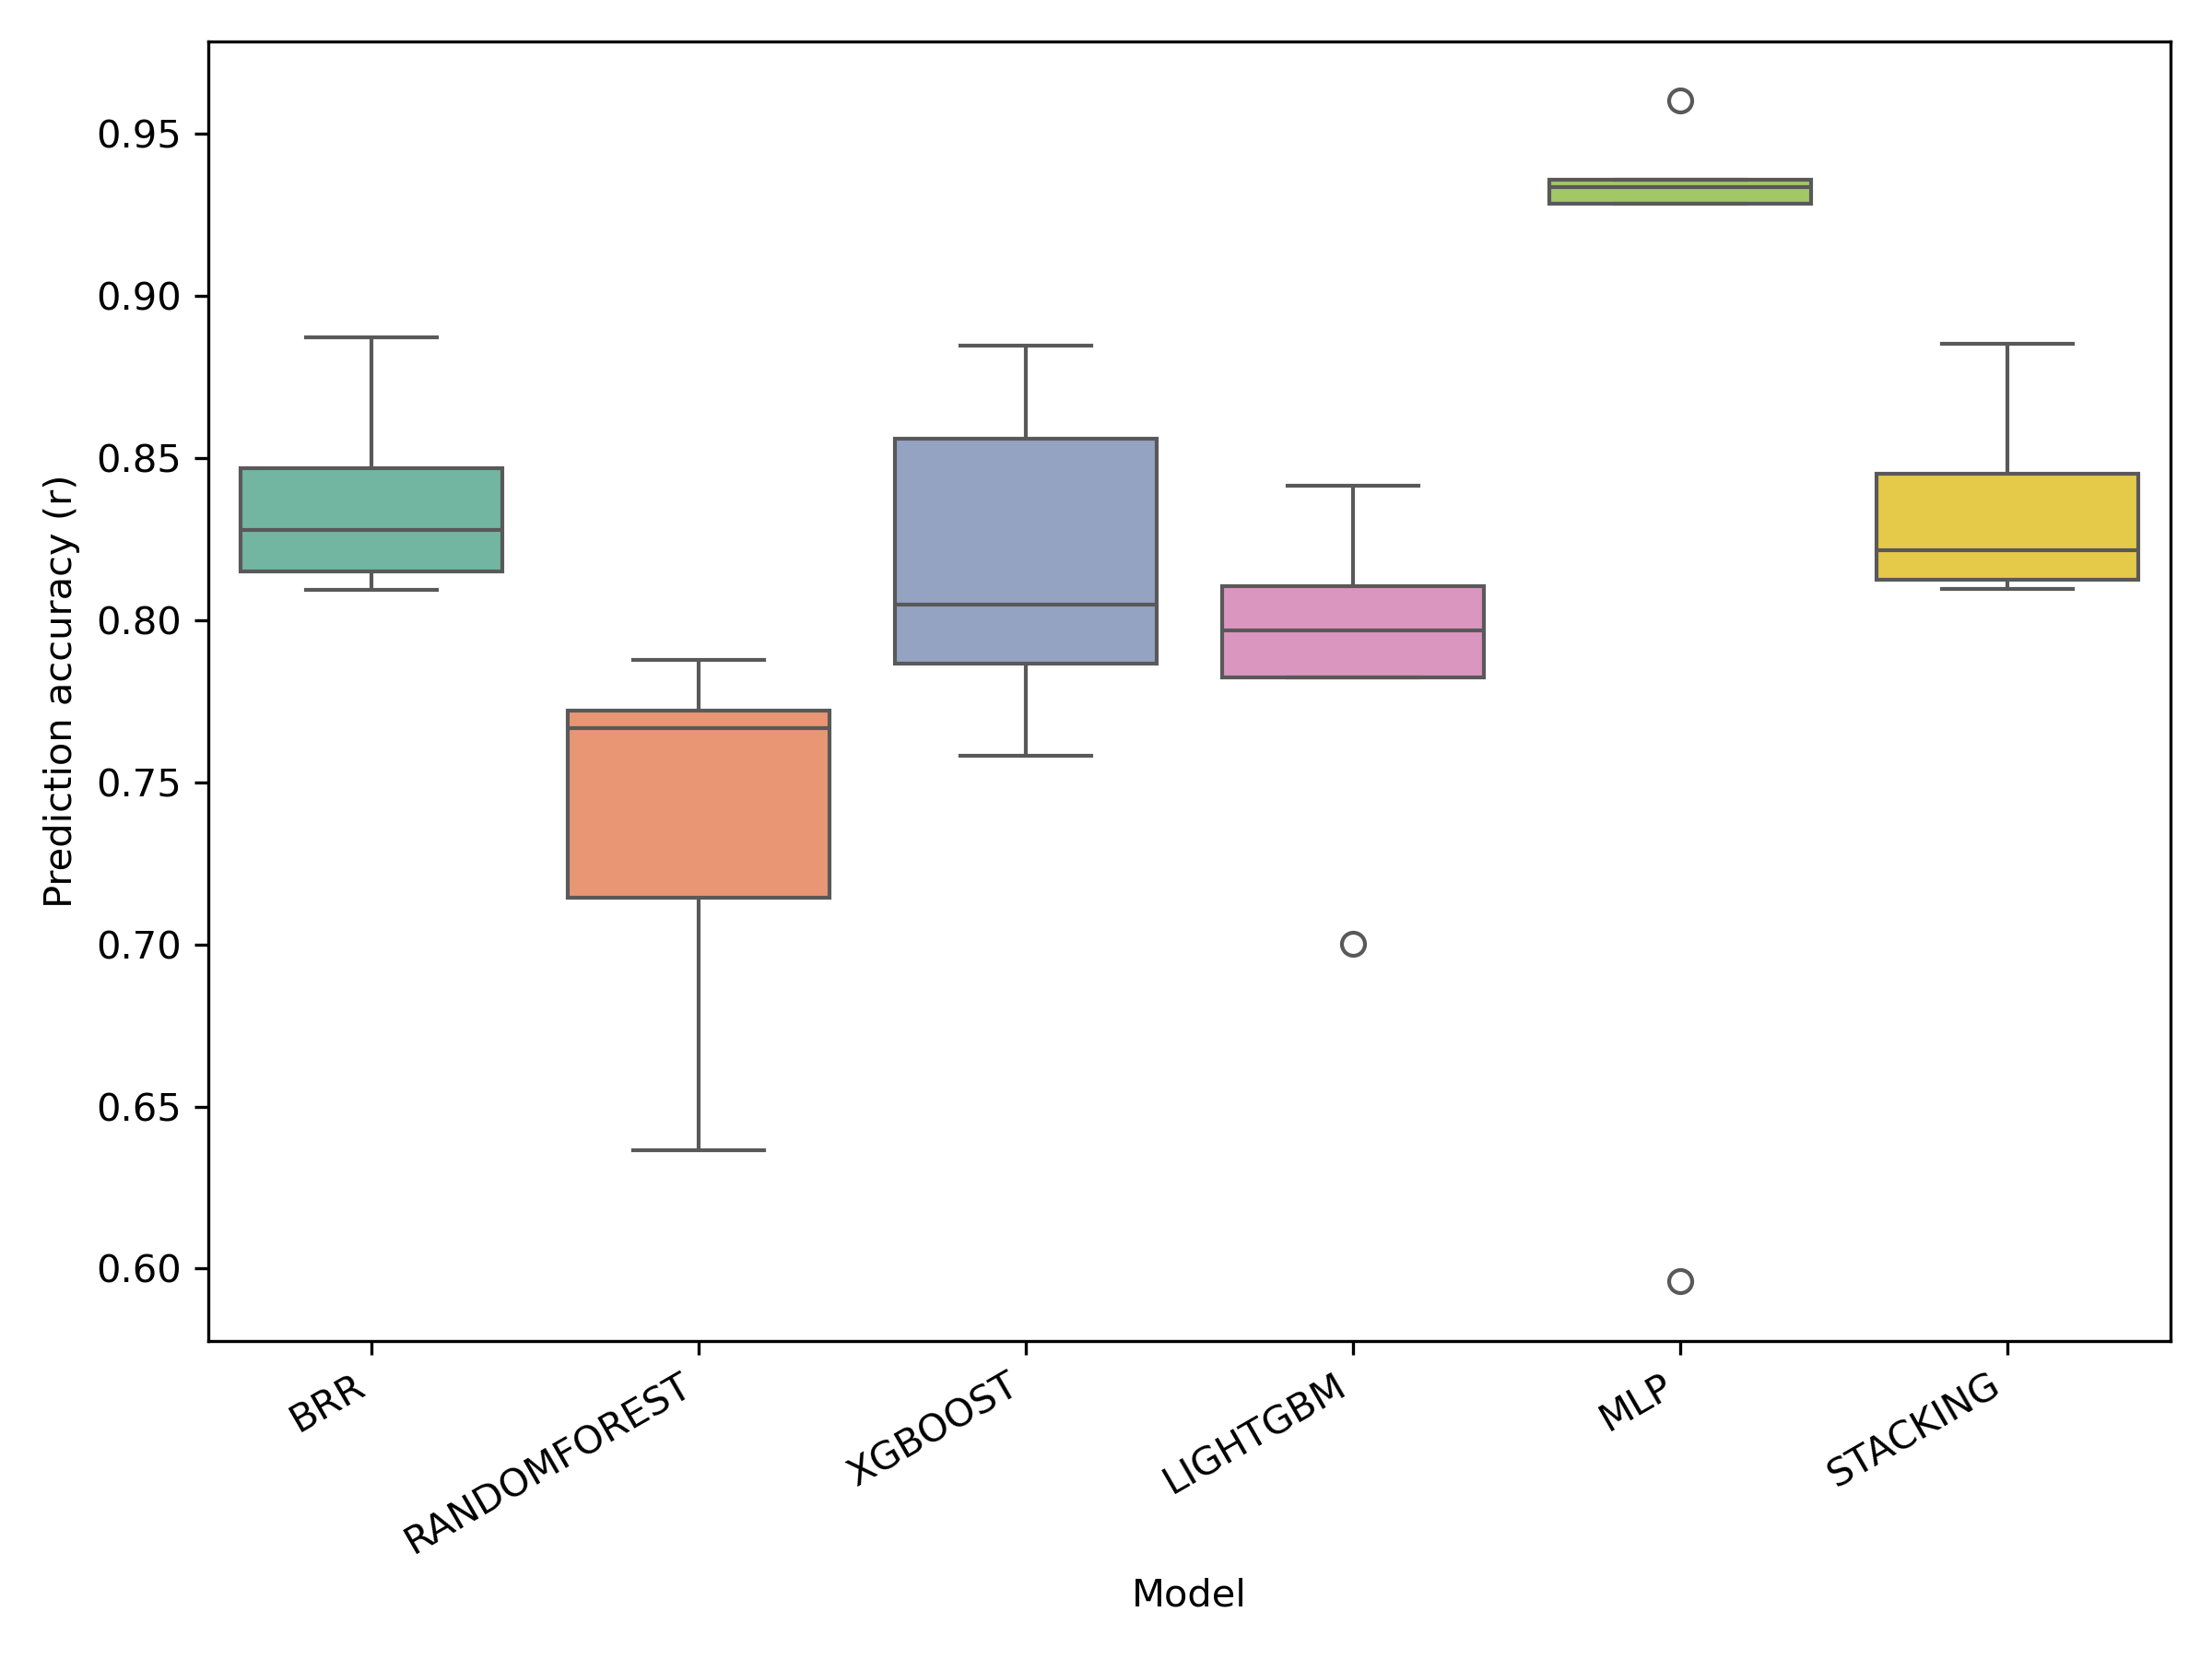 Prediction accuracy (r)
0.95
0.90
0.85
0.80
0.75
0.70
0.65
0.60
BRR
RANDOMFOREST
XGBOOST
LIGHTGBM
MLP
STACKING
Model